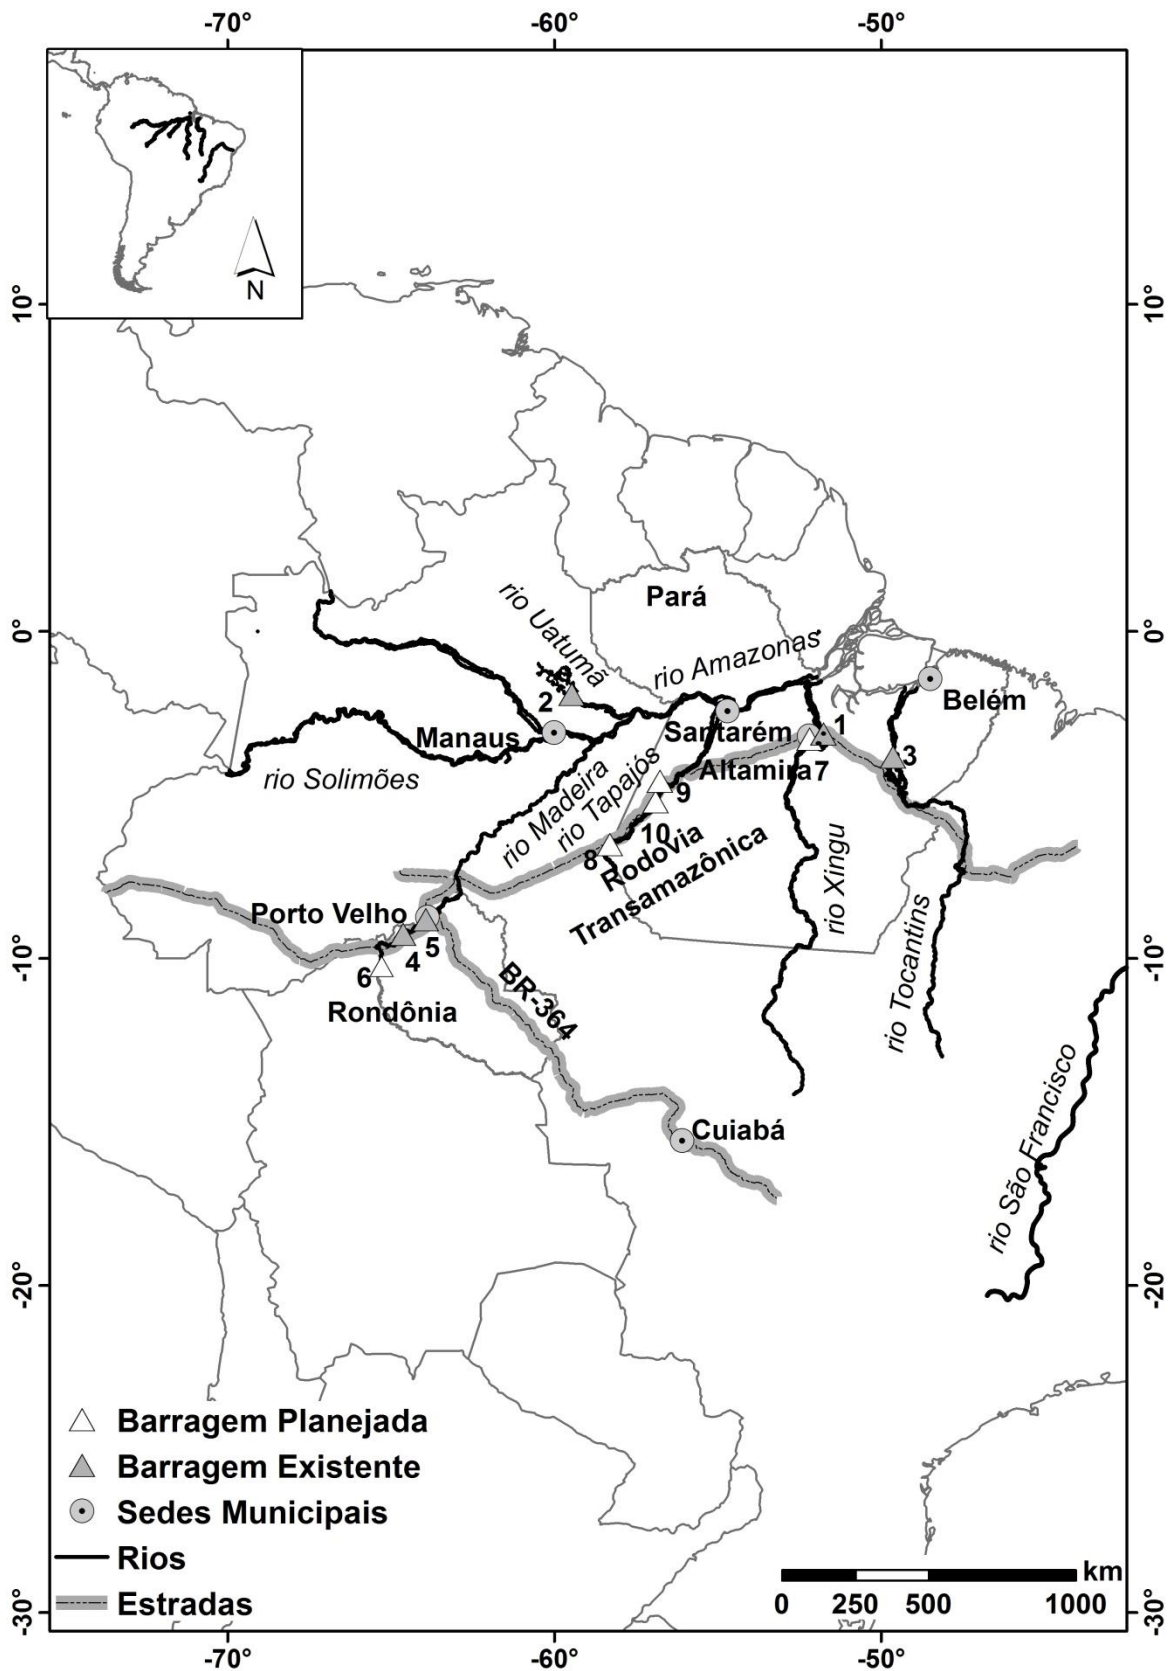 -70°
-60°
-50°
N
10°
10°
rio Uatumã
Pará
0°
0°
rio Amazonas
2
Belém
Manaus
Santarém
1
rio Solimões
Altamira
7
3
rio Madeira
rio Tapajós
9
10
8
Rodovia
Transamazônica
rio Xingu
Porto Velho
5
4
6
rio Tocantins
-10°
-10°
BR-364
Rondônia
Cuiabá
rio São Francisco
-20°
-20°
Barragem Planejada
Barragem Existente
Sedes Municipais
Rios
Estradas
km
0 250 500 1000
-30°
-30°
-70°
-60°
-50°